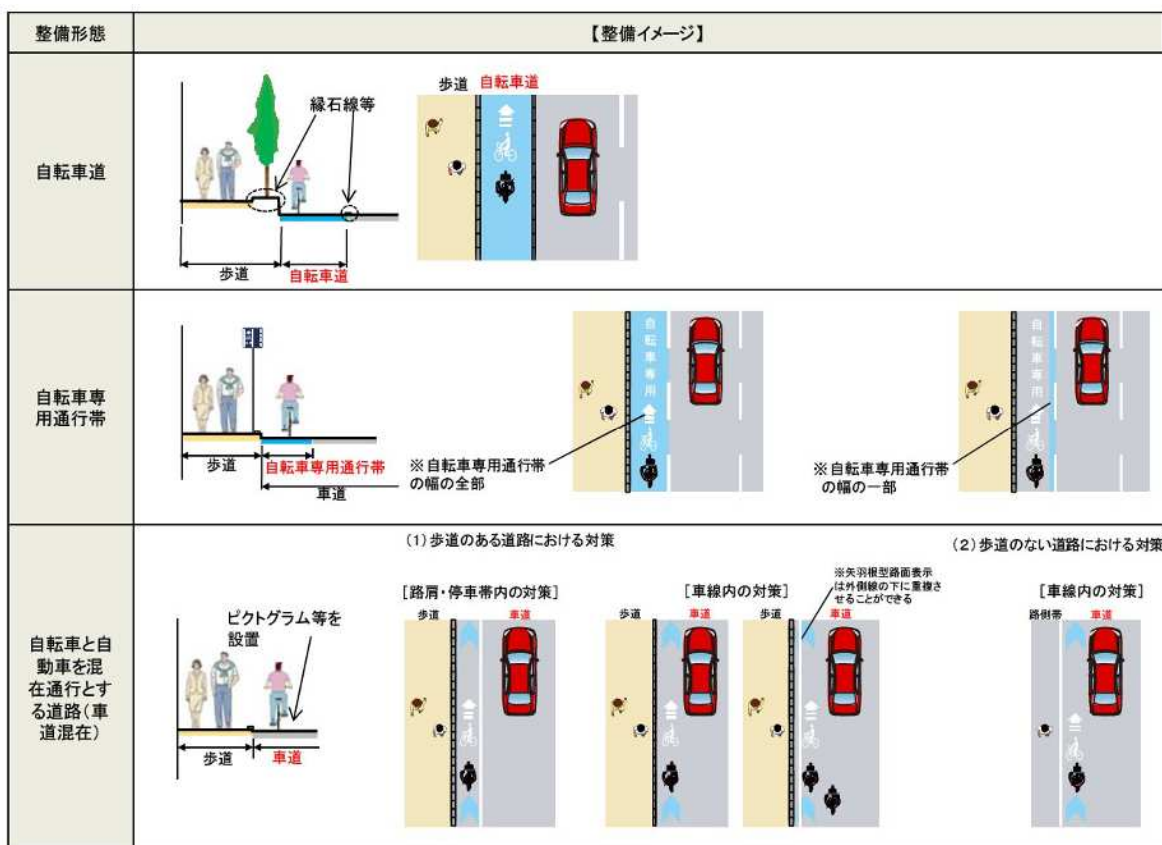 整備形態
【整備イメージ】
自転車道
縁石線等
歩道
自転車道
歩道
自転車道
自転車専
用通行帯
歩道
自転車専用通行帯
車道
※自転車専用通行帯
の幅の全部
自転車専用
※自転車専用通行帯
の幅の一部
自転車専用
自転車と自
動車を混
在通行とす
る道路(車
道混在)
ピクトグラム等を
設置
歩道
車道
(1)歩道のある道路における対策
[路肩・停車帯内の対策]
歩道
車道
[車線内の対策]
歩道
車道
歩道
車道
※矢羽根型路面表示
は外側線の下に重複さ
せることができる
(2)歩道のない道路における対策
[車線内の対策]
路側帯
車道